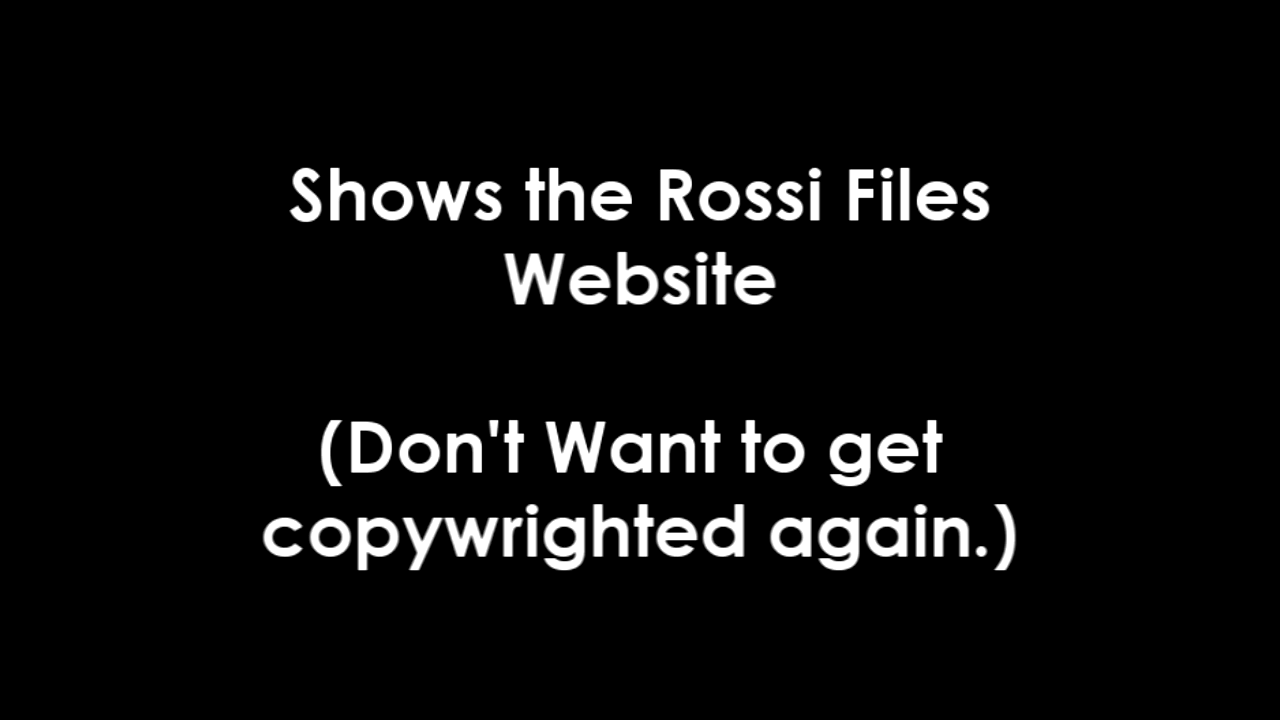 Shows the Rossi Files
Website
(Don't Want to get
copywrighted again.)